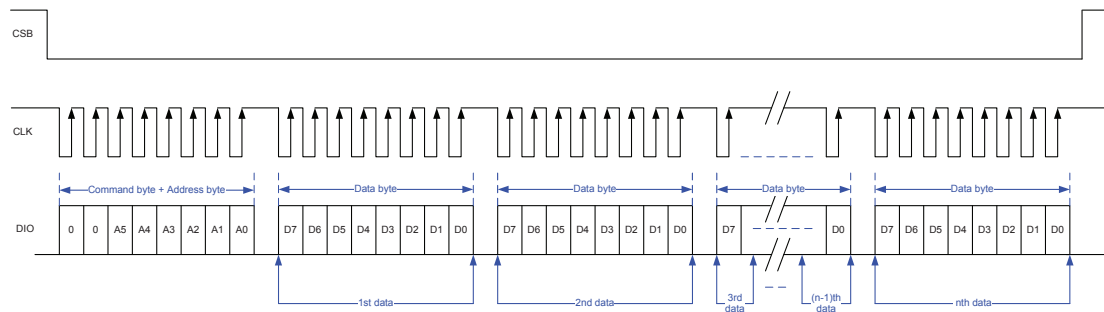 CSB
CLK
Command byte + Address byte
Data byte
Data byte
Data byte
Data byte
DIO
0 0 A5 A4 A3 A2 A1 A0
D7 D6 D5 D4 D3 D2 D1 D0
D7 D6 D5 D4 D3 D2 D1 D0
D7
D0
D7 D6 D5 D4 D3 D2 D1 D0
1st data
2nd data
3rd
data
(n-1)th
data
nth data